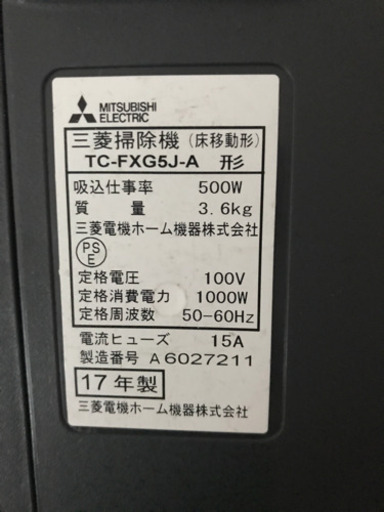 MITSUBISHI
ELECTRIC
三菱掃除機（床移動形）
TC-FXG5J-A 形
吸込仕事率 500W
質量 3.6kg
三菱電機ホーム機器株式会社
PS
E
定格電圧 100V
定格消費電力 1000W
定格周波数 50-60Hz
電流ヒューズ 15A
製造番号 A6027211
17年製
三菱電機ホーム機器株式会社